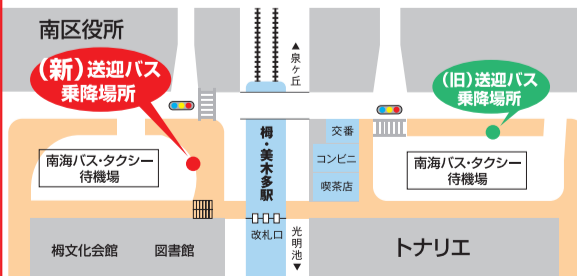 南区役所
(新)送迎バス
乗降場所
▲泉ヶ丘
(旧)送迎バス
乗降場所
南海バス・タクシー
待機場
栂・美木多駅
交番
コンビニ
喫茶店
南海バス・タクシー
待機場
改札口
光明池▼
栂文化会館
図書館
トナリエ